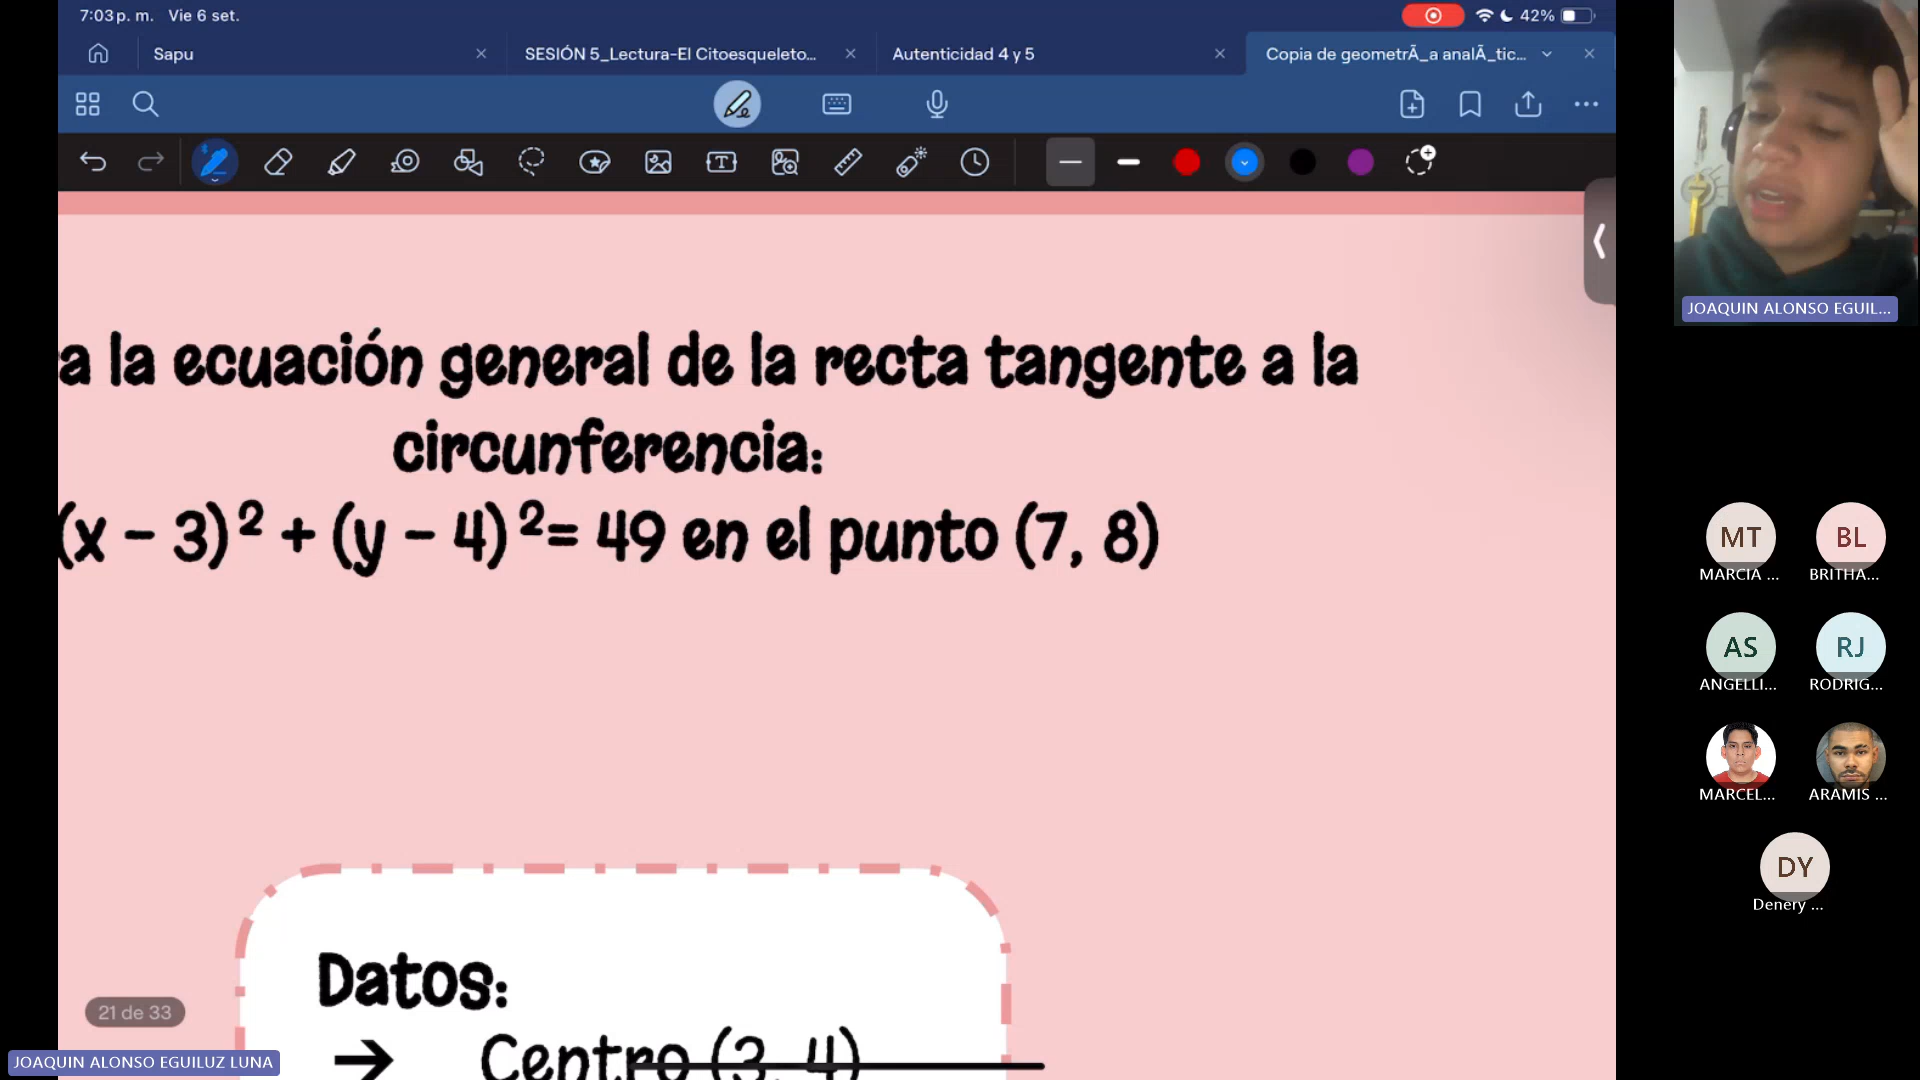 7:03 p. m. Vie 6 set.
42%
Sapu
SESIÓN 5_Lectura-El Citoesqueleto...
Autenticidad 4 y 5
Copia de geometrÃ_a analÃ_tic...
a la ecuación general de la recta tangente a la
circunferencia:
(x - 3)² + (y - 4)²= 49 en el punto (7, 8)
Datos:
→ Centro (3, 4)
21 de 33
JOAQUIN ALONSO EGUILUZ LUNA
JOAQUIN ALONSO EGUIL...
MT
MARCIA ...
BL
BRITHA...
AS
ANGELLI...
RJ
RODRIG...
MARCEL...
ARAMIS ...
DY
Denery ...